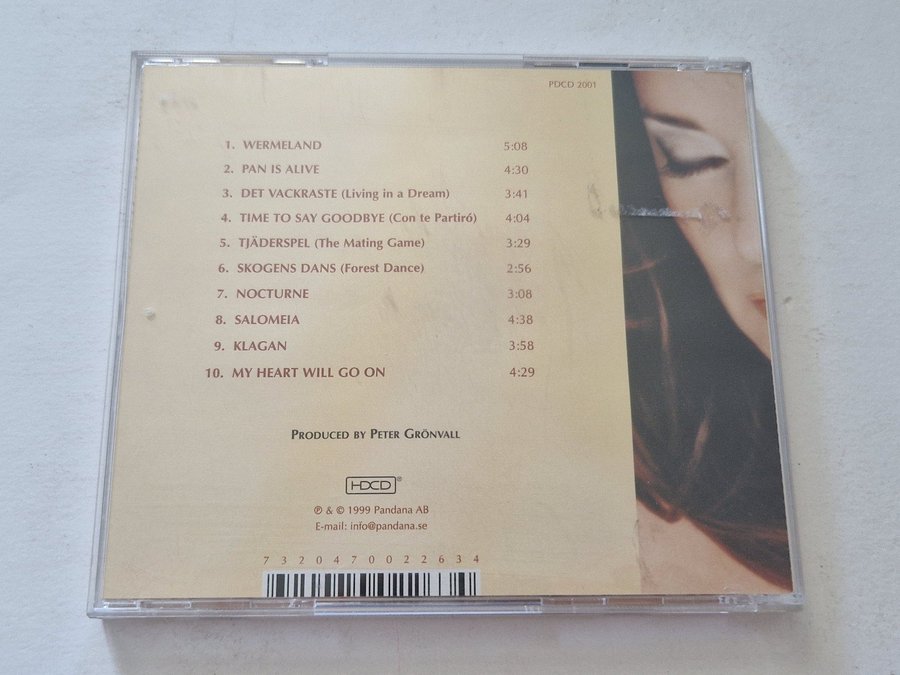 PDCD 2001
1. WERMELAND 5:08
2. PAN IS ALIVE 4:30
3. DET VACKRASTE (Living in a Dream) 3:41
4. TIME TO SAY GOODBYE (Con te Partiró) 4:04
5. TJÄDERSPEL (The Mating Game) 3:29
6. SKOGENS DANS (Forest Dance) 2:56
7. NOCTURNE 3:08
8. SALOMEIA 4:38
9. KLAGAN 3:58
10. MY HEART WILL GO ON 4:29
PRODUCED BY PETER GRÖNVALL
HDCD®
℗ & © 1999 Pandana AB
E-mail: info@pandana.se
7 320470 022634